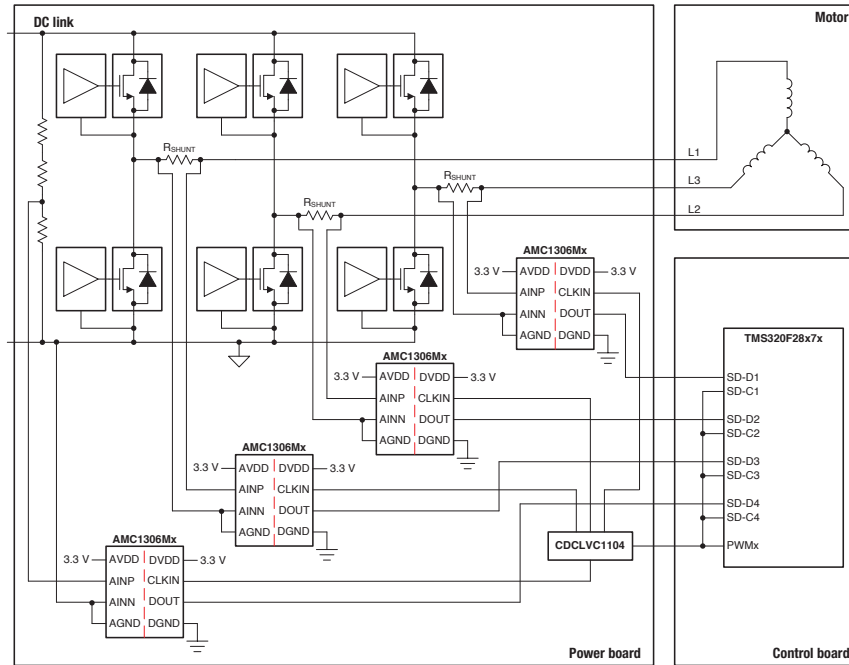 DC link
Motor
RSHUNT
L1
RSHUNT
L3
RSHUNT
L2
AMC1306Mx
3.3 V AVDD DVDD 3.3 V
AINP CLKIN
AINN DOUT
AGND DGND
TMS320F28x7x
SD-D1
SD-C1
SD-D2
SD-C2
SD-D3
SD-C3
SD-D4
SD-C4
PWMx
AMC1306Mx
3.3 V AVDD DVDD 3.3 V
AINP CLKIN
AINN DOUT
AGND DGND
AMC1306Mx
3.3 V AVDD DVDD 3.3 V
AINP CLKIN
AINN DOUT
AGND DGND
CDCLVC1104
AMC1306Mx
3.3 V AVDD DVDD 3.3 V
AINP CLKIN
AINN DOUT
AGND DGND
Power board
Control board